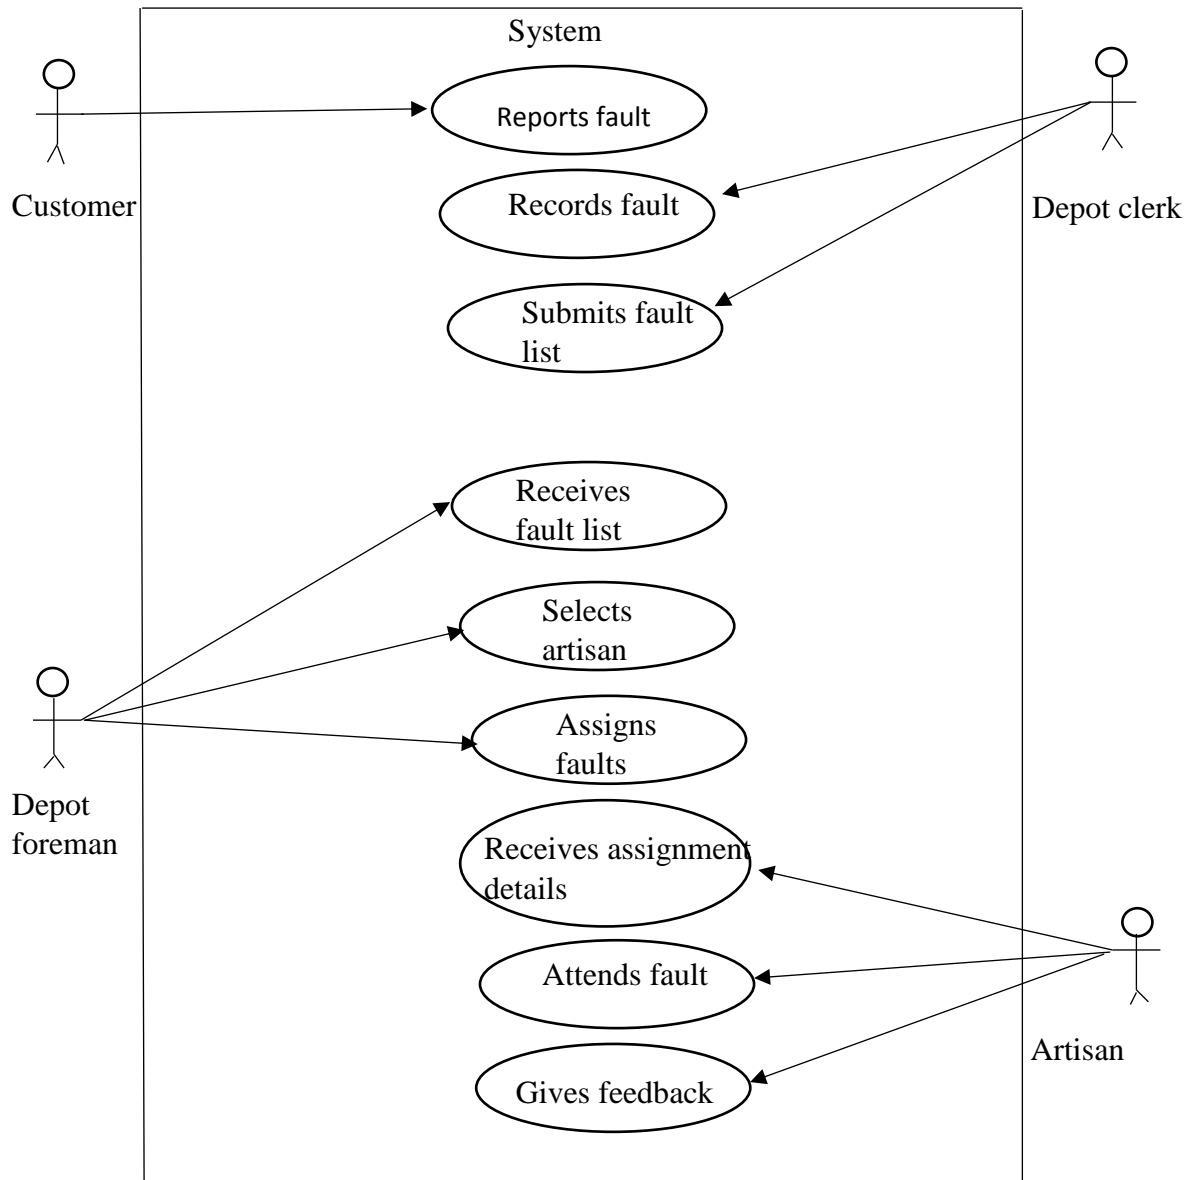 System
Reports fault
Customer
Records fault
Depot clerk
Submits fault
list
Receives
fault list
Selects
artisan
Assigns
faults
Depot
foreman
Receives assignment
details
Attends fault
Artisan
Gives feedback